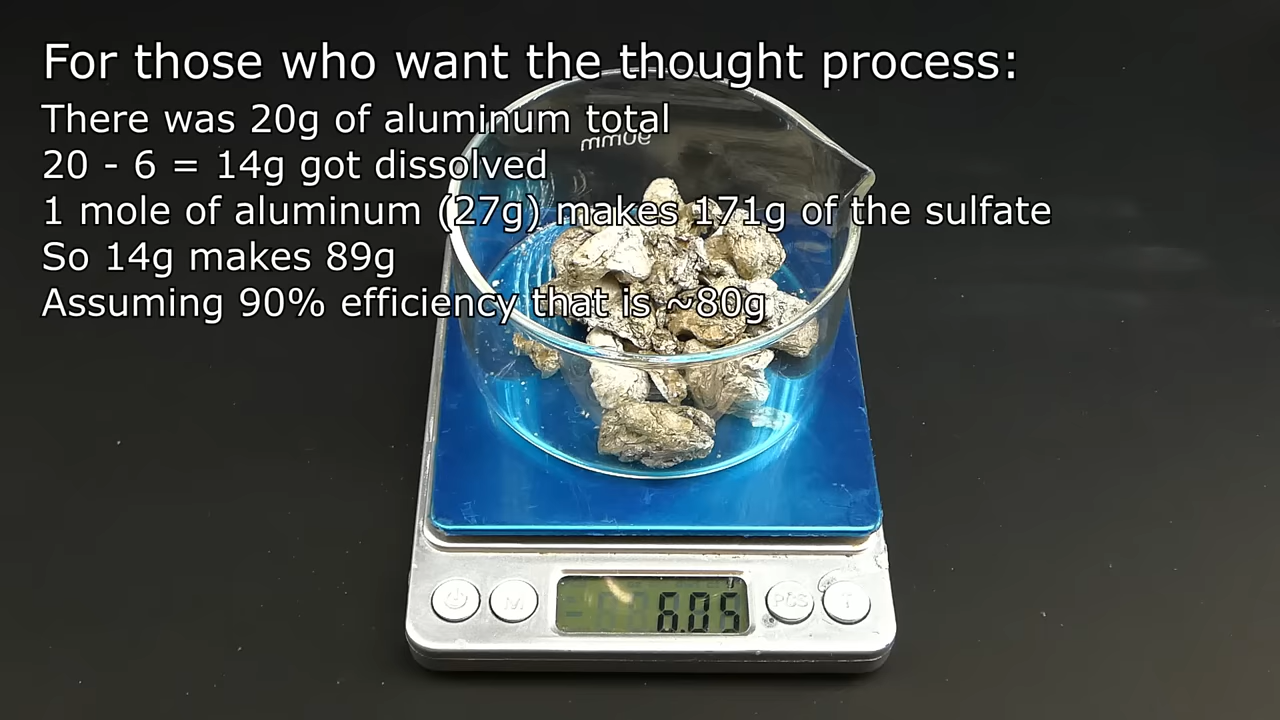 For those who want the thought process:
There was 20g of aluminum total
20 - 6 = 14g got dissolved
1 mole of aluminum (27g) makes 171g of the sulfate
So 14g makes 89g
Assuming 90% efficiency that is ~80g
90mm
g
6.05
M
PCS
T